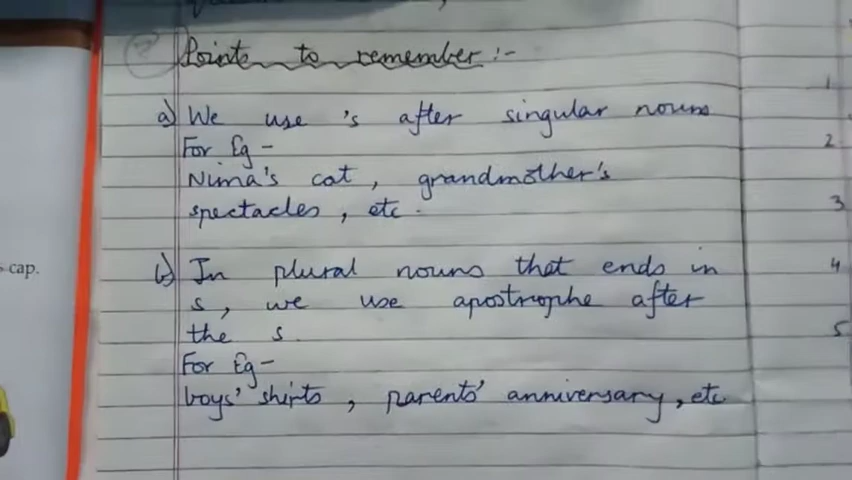 Points to remember :-
a) We use 's after singular nouns
For Eg -
Nima's cat, grandmother's
spectacles, etc.
b) In plural nouns that ends in
s, we use apostrophe after
the s.
For Eg -
boys' shirts, parents' anniversary, etc
cap.
1
2
3
4
5